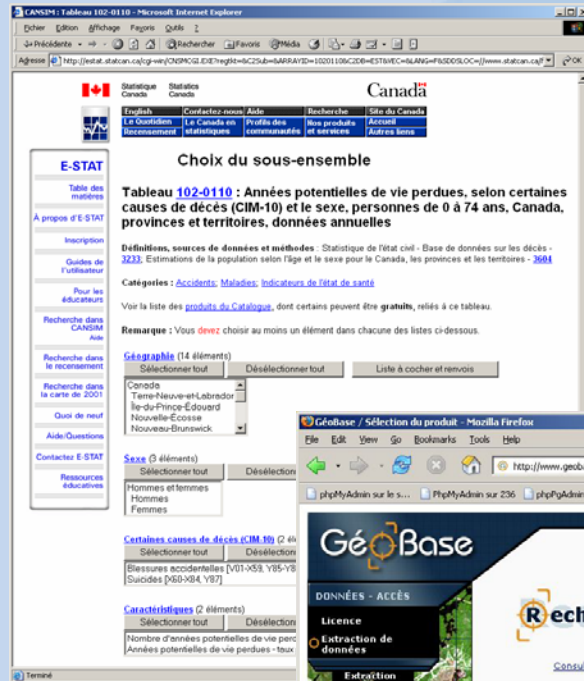 CANSIM : Tableau 102-0110 - Microsoft Internet Explorer
Fichier Edition Affichage Favoris Outils ?
Précédente Rechercher Favoris Média
Adresse http://estat.statcan.ca/cgi-win/CNSMCGI.EXE?regtkt=&C2Sub=&ARRAYID=1020110&C2DB=EST&VEC=&LANG=F&SDDSLOC=//www.statcan.ca/f OK
Statistique Canada Statistics Canada
Canada
English Contactez-nous Aide Recherche Site du Canada
Le Quotidien Le Canada en statistiques Profils des communautés Nos produits et services Accueil
Recensement Autres liens
E-STAT
Table des matières
À propos d'E-STAT
Inscription
Guides de l'utilisateur
Pour les éducateurs
Recherche dans CANSIM
Aide
Recherche dans le recensement
Recherche dans la carte de 2001
Quoi de neuf
Aide/Questions
Contactez E-STAT
Ressources éducatives
Choix du sous-ensemble
Tableau 102-0110 : Années potentielles de vie perdues, selon certaines
causes de décès (CIM-10) et le sexe, personnes de 0 à 74 ans, Canada,
provinces et territoires, données annuelles
Définitions, sources de données et méthodes : Statistique de l'état civil - Base de données sur les décès -
3233; Estimations de la population selon l'âge et le sexe pour le Canada, les provinces et les territoires - 3604
Catégories : Accidents; Maladies; Indicateurs de l'état de santé
Voir la liste des produits du Catalogue, dont certains peuvent être gratuits, reliés à ce tableau.
Remarque : Vous devez choisir au moins un élément dans chacune des listes ci-dessous.
Géographie (14 éléments)
Sélectionner tout Désélectionner tout Liste à cocher et renvois
Canada
Terre-Neuve-et-Labrador
Île-du-Prince-Édouard
Nouvelle-Écosse
Nouveau-Brunswick
Sexe (3 éléments)
Sélectionner tout Désélection
Hommes et femmes
Hommes
Femmes
Certaines causes de décès (CIM-10) (2 élé
Sélectionner tout Désélection
Blessures accidentelles [V01-X59, Y85-Y8
Suicides [X60-X84, Y87]
Caractéristiques (2 éléments)
Sélectionner tout Désélection
Nombre d'années potentielles de vie perd
Années potentielles de vie perdues - taux
Terminé
GéoBase / Sélection du produit - Mozilla Firefox
File Edit View Go Bookmarks Tools Help
http://www.geoba
phpMyAdmin sur le s... PhpMyAdmin sur 236 phpPgAdmin
GéoBase
DONNÉES - ACCÈS
Licence
Extraction de données
Extraction
Rech
Consul